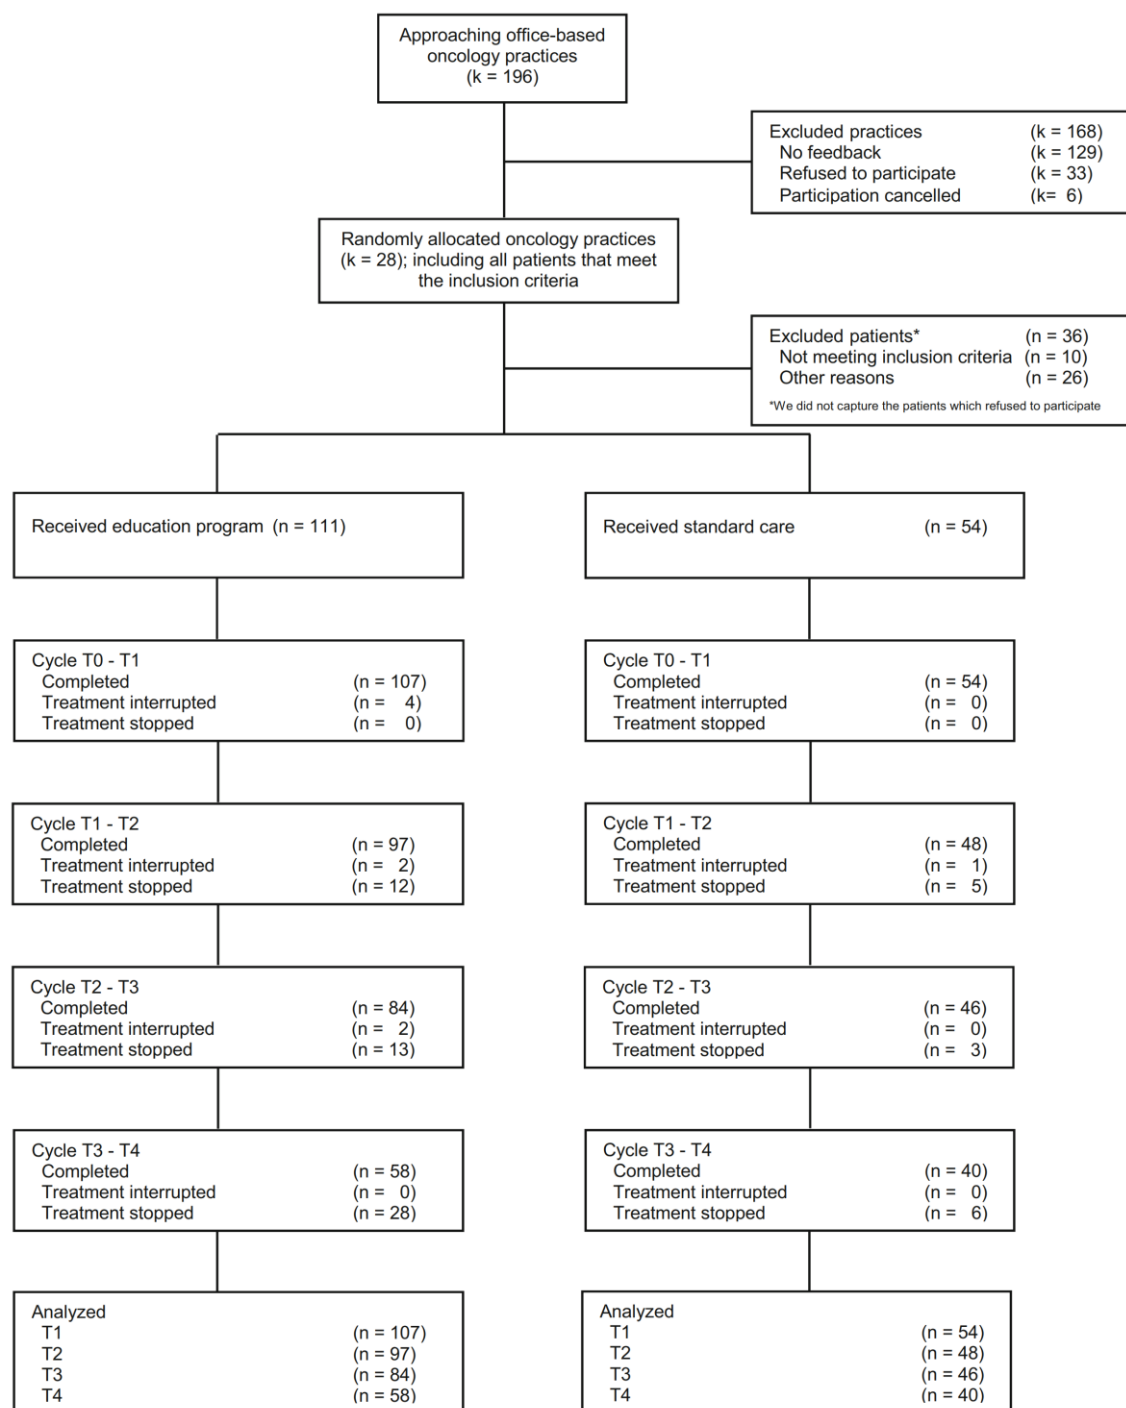 Approaching office-based
oncology practices
(k = 196)
Excluded practices (k = 168)
No feedback (k = 129)
Refused to participate (k = 33)
Participation cancelled (k= 6)
Randomly allocated oncology practices
(k = 28); including all patients that meet
the inclusion criteria
Excluded patients* (n = 36)
Not meeting inclusion criteria (n = 10)
Other reasons (n = 26)
*We did not capture the patients which refused to participate
Received education program (n = 111)
Received standard care (n = 54)
Cycle T0 - T1
Completed (n = 107)
Treatment interrupted (n = 4)
Treatment stopped (n = 0)
Cycle T0 - T1
Completed (n = 54)
Treatment interrupted (n = 0)
Treatment stopped (n = 0)
Cycle T1 - T2
Completed (n = 97)
Treatment interrupted (n = 2)
Treatment stopped (n = 12)
Cycle T1 - T2
Completed (n = 48)
Treatment interrupted (n = 1)
Treatment stopped (n = 5)
Cycle T2 - T3
Completed (n = 84)
Treatment interrupted (n = 2)
Treatment stopped (n = 13)
Cycle T2 - T3
Completed (n = 46)
Treatment interrupted (n = 0)
Treatment stopped (n = 3)
Cycle T3 - T4
Completed (n = 58)
Treatment interrupted (n = 0)
Treatment stopped (n = 28)
Cycle T3 - T4
Completed (n = 40)
Treatment interrupted (n = 0)
Treatment stopped (n = 6)
Analyzed
T1 (n = 107)
T2 (n = 97)
T3 (n = 84)
T4 (n = 58)
Analyzed
T1 (n = 54)
T2 (n = 48)
T3 (n = 46)
T4 (n = 40)